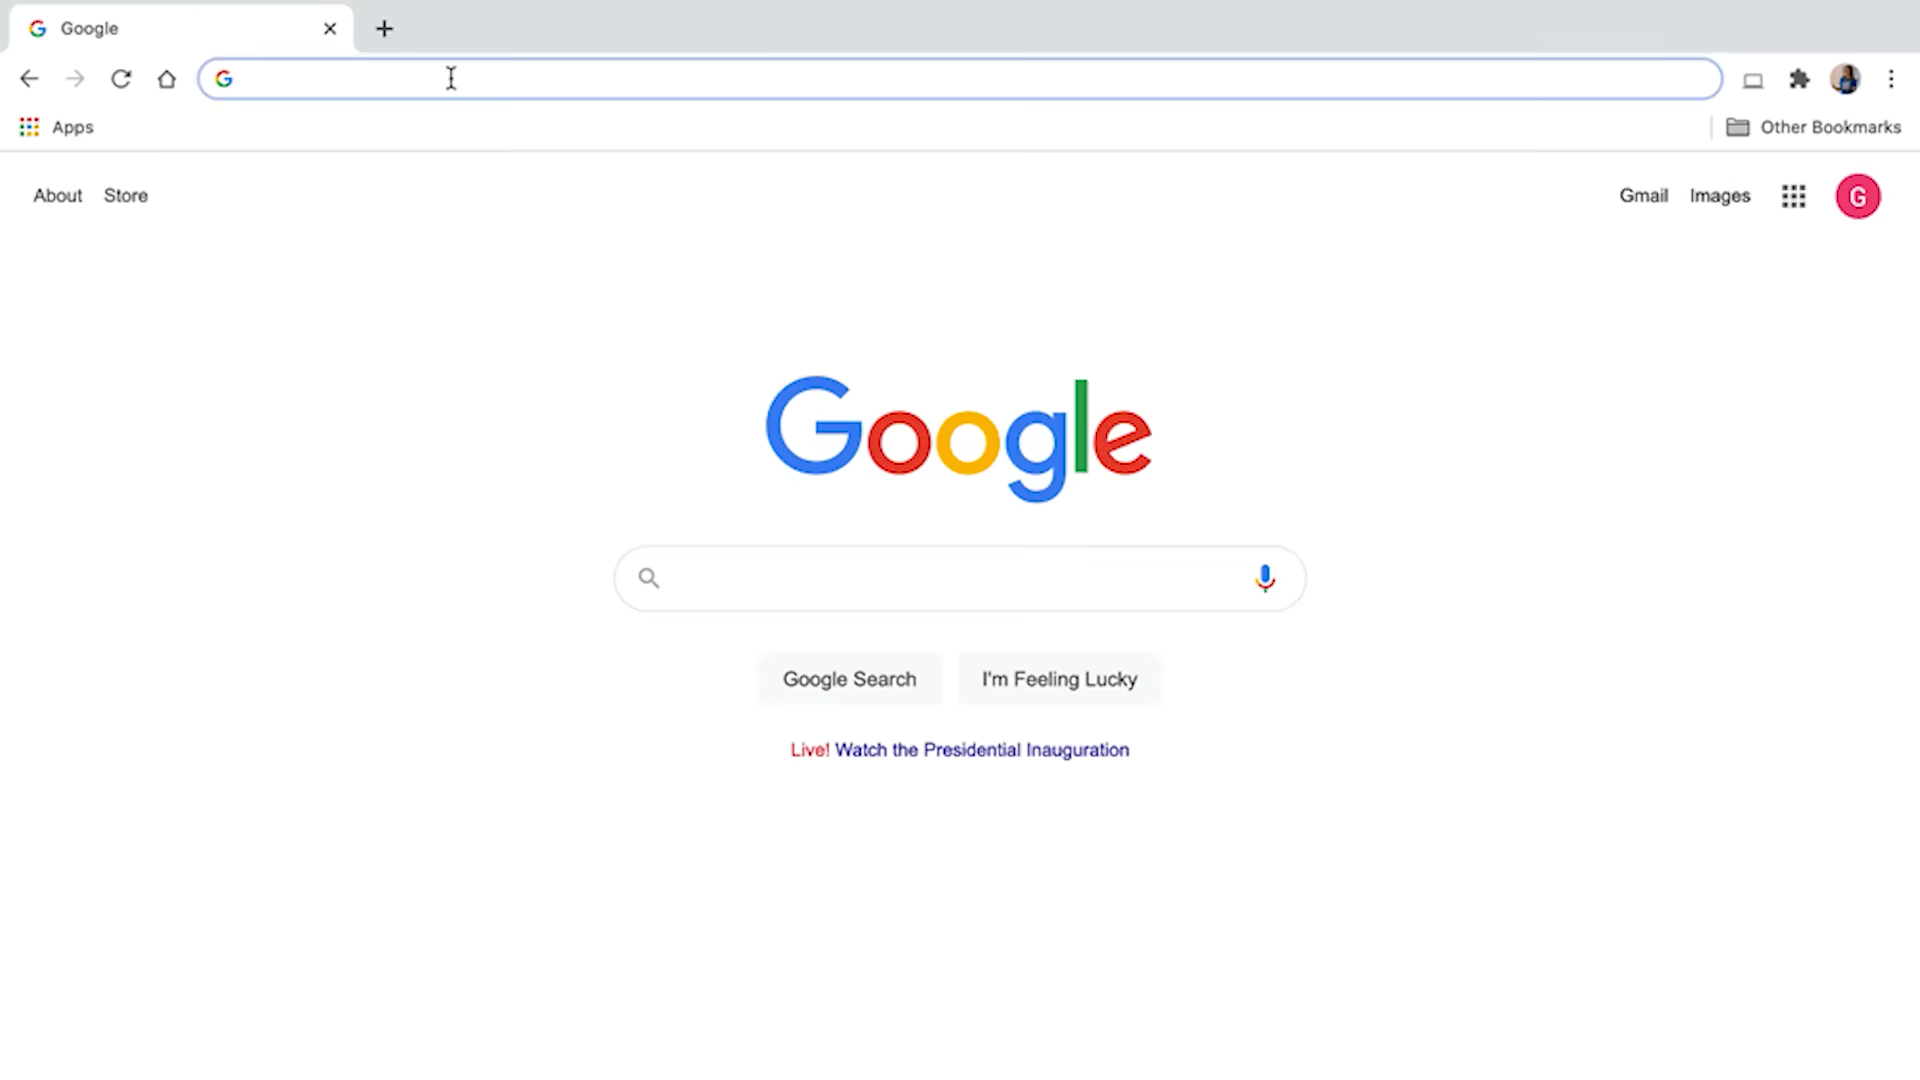 Google
Apps
Other Bookmarks
About Store
Gmail Images
G
Google
Google Search
I'm Feeling Lucky
Live! Watch the Presidential Inauguration